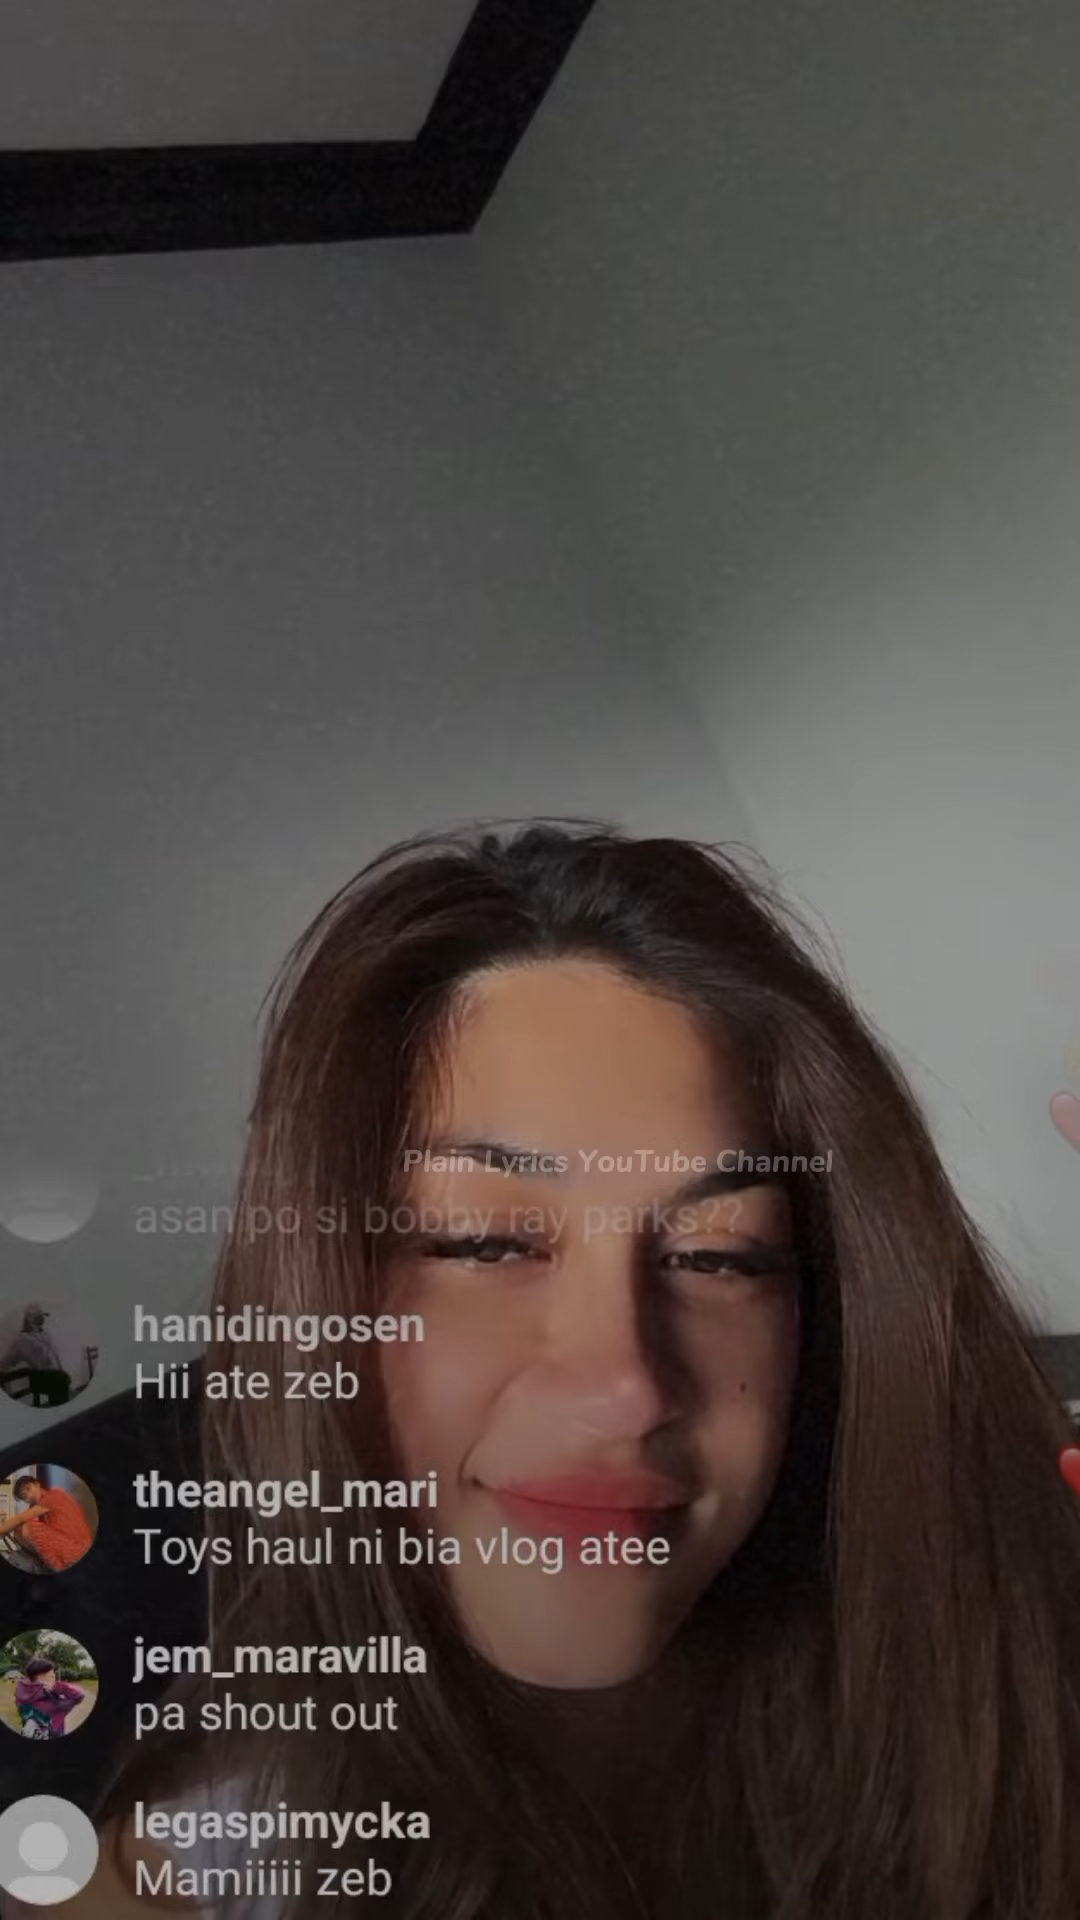 Plain Lyrics YouTube Channel
asan po si bobby ray parks??
hanidingosen
Hii ate zeb
theangel_mari
Toys haul ni bia vlog atee
jem_maravilla
pa shout out
legaspimycka
Mamiiiii zeb